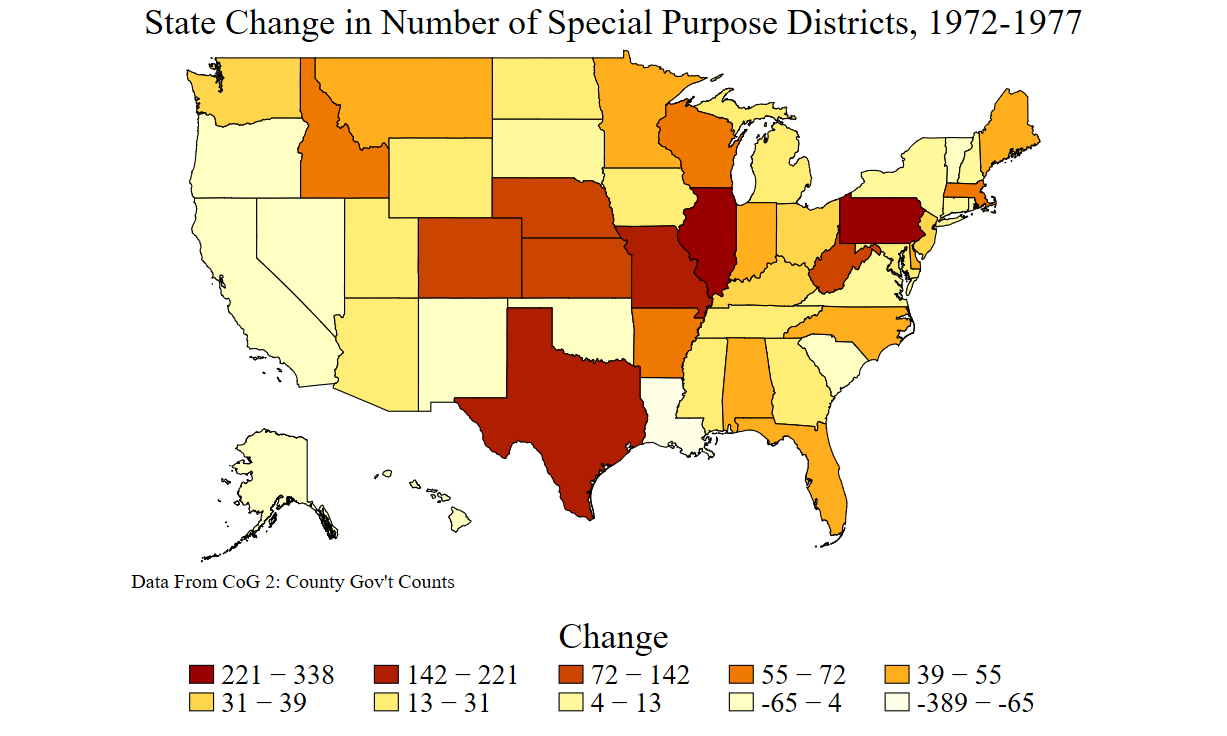 State Change in Number of Special Purpose Districts, 1972-1977
Data From CoG 2: County Gov't Counts
Change
221 − 338 142 − 221 72 − 142 55 − 72 39 − 55
31 − 39 13 − 31 4 − 13 -65 − 4 -389 − -65